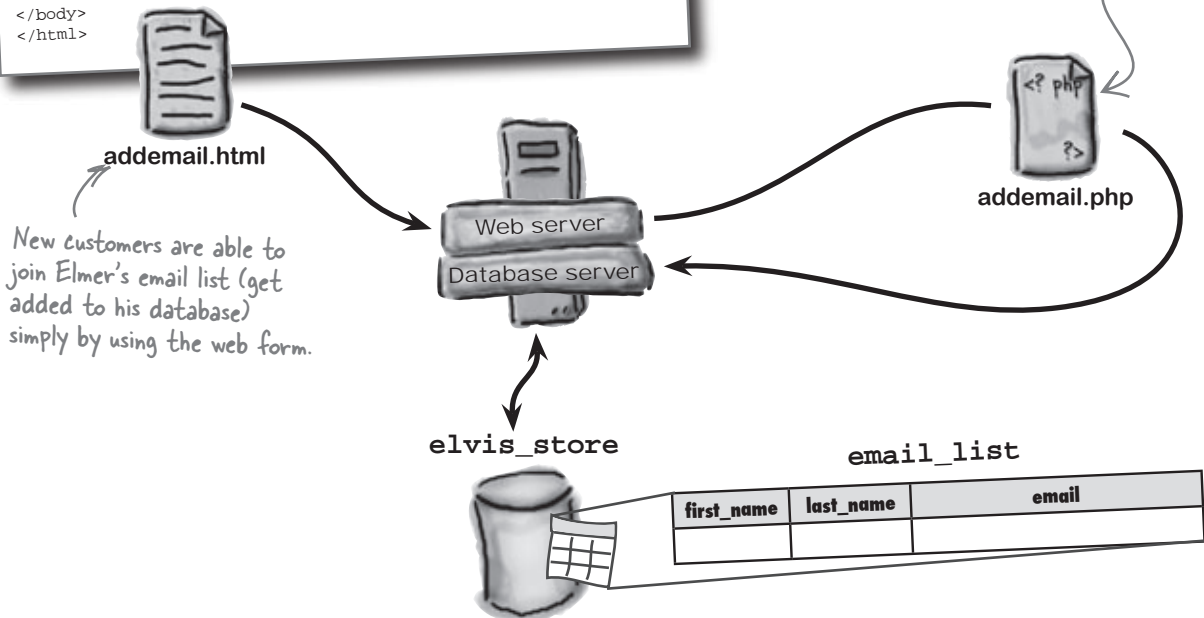 </body>
</html>
addemail.html
New customers are able to
join Elmer's email list (get
added to his database)
simply by using the web form.
Web server
Database server
<? php
?>
addemail.php
elvis_store
email_list
first_name last_name email